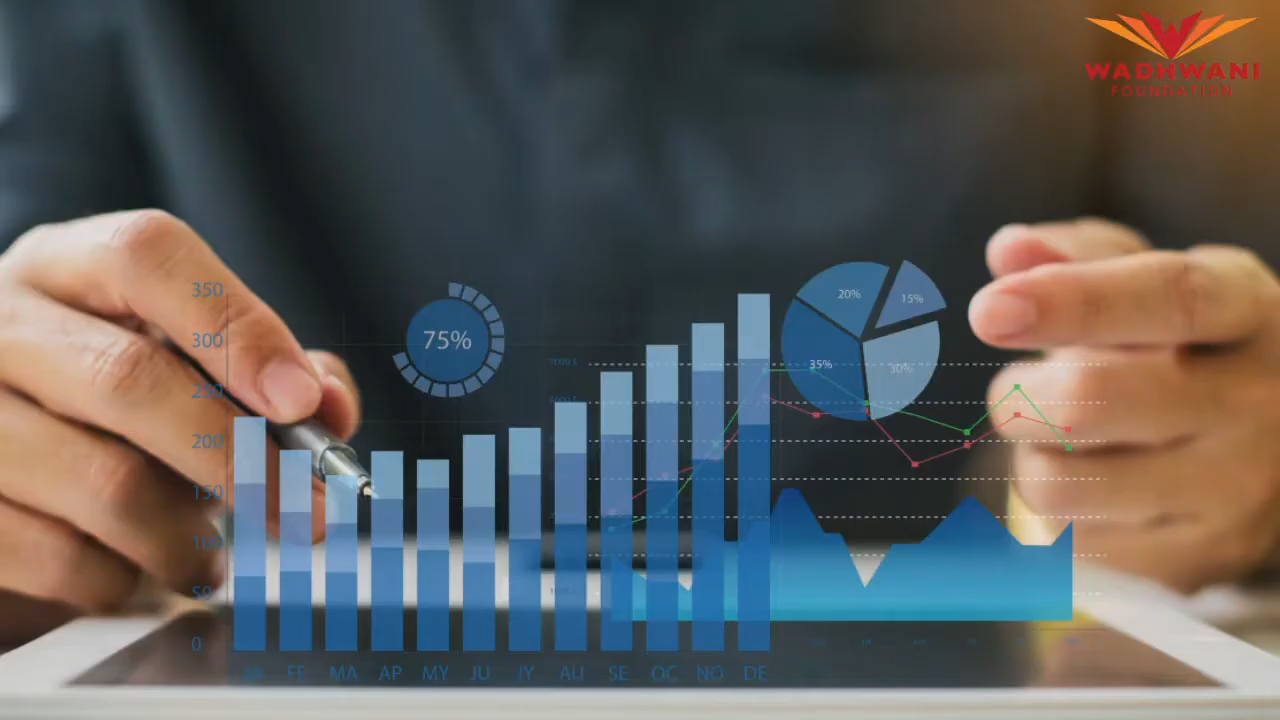 WADHWANI
FOUNDATION
350
300
250
200
150
100
50
0
75%
20%
15%
35%
30%
FE
MA
AP
MY
JU
JY
AU
SE
OC
NO
DE